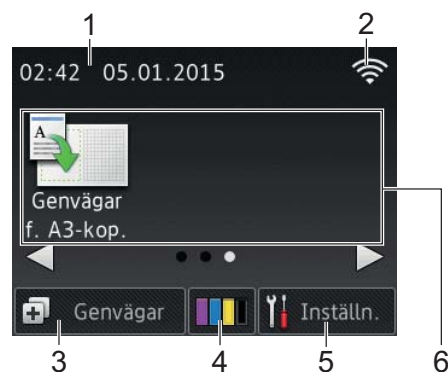 1 2
02:42 05.01.2015
A
Genvägar
f. A3-kop.
Genvägar Inställn.
3 4 5 6